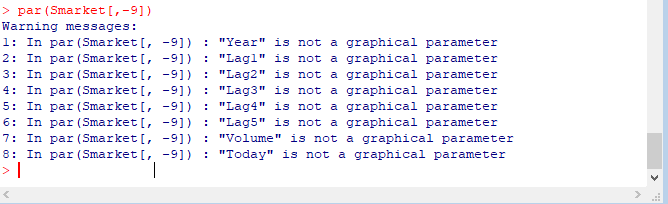 > par(Smarket[,-9])
Warning messages:
1: In par(Smarket[, -9]) : "Year" is not a graphical parameter
2: In par(Smarket[, -9]) : "Lag1" is not a graphical parameter
3: In par(Smarket[, -9]) : "Lag2" is not a graphical parameter
4: In par(Smarket[, -9]) : "Lag3" is not a graphical parameter
5: In par(Smarket[, -9]) : "Lag4" is not a graphical parameter
6: In par(Smarket[, -9]) : "Lag5" is not a graphical parameter
7: In par(Smarket[, -9]) : "Volume" is not a graphical parameter
8: In par(Smarket[, -9]) : "Today" is not a graphical parameter
>